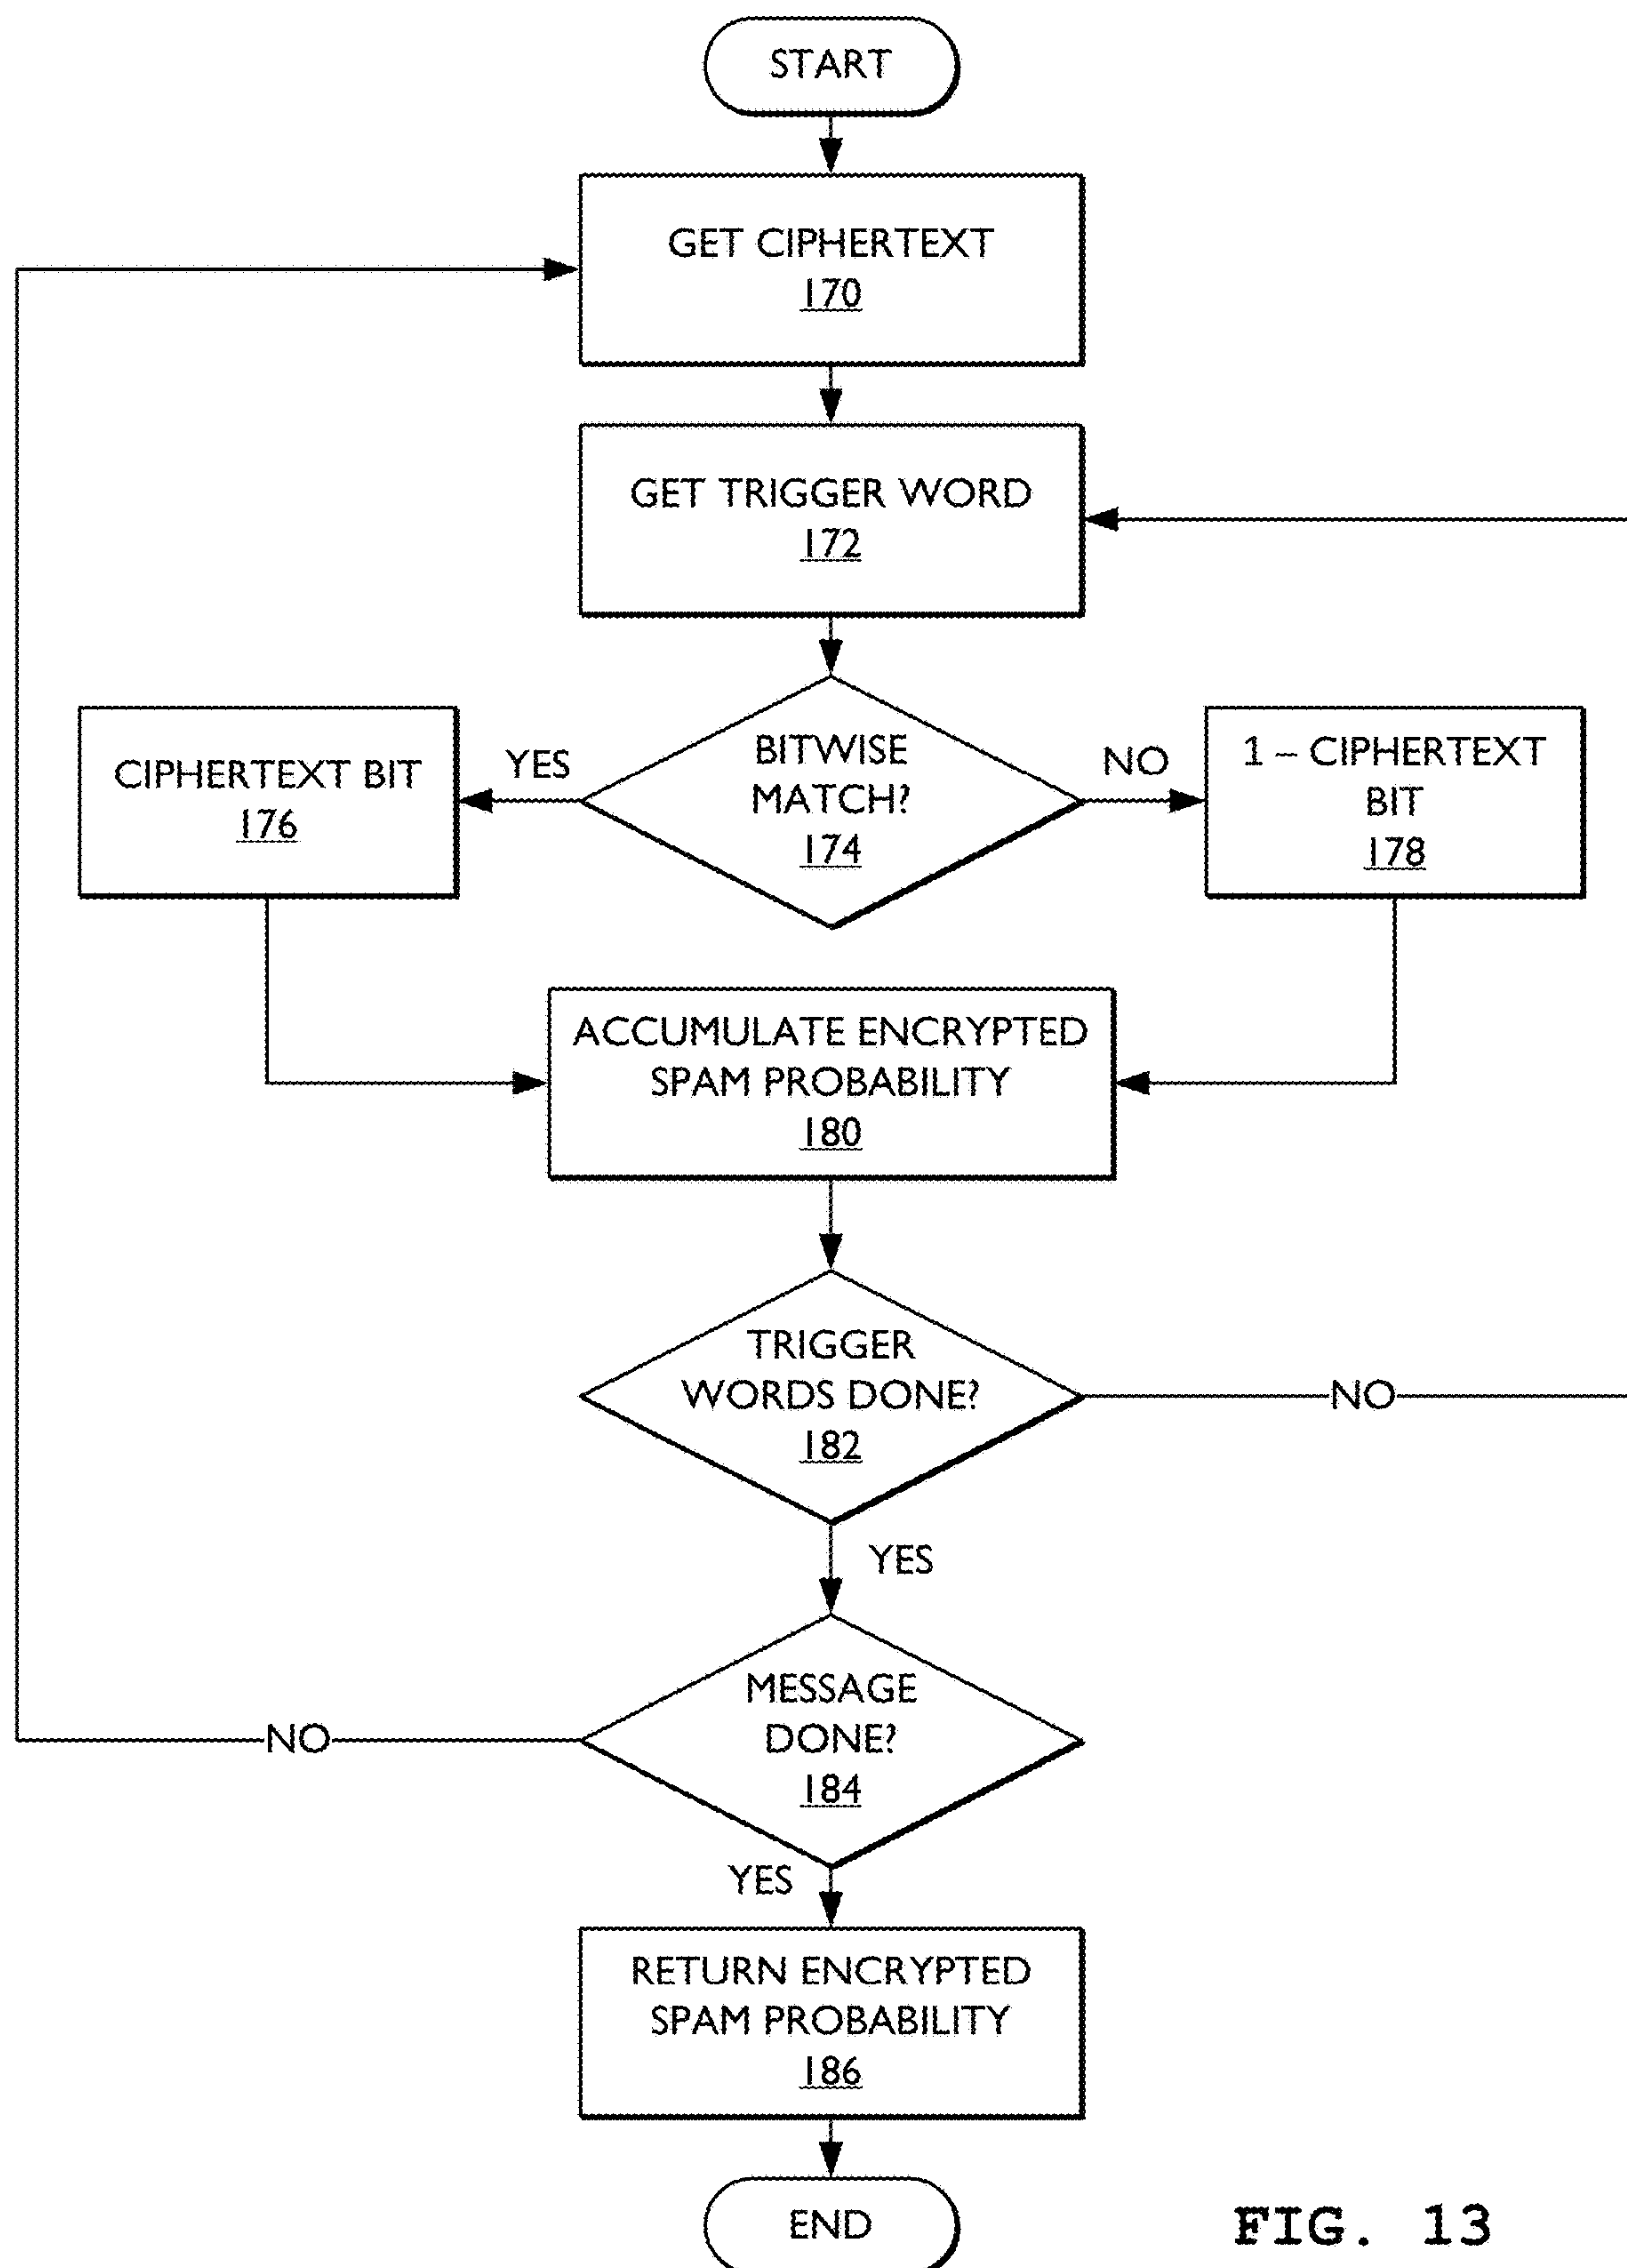 START
GET CIPHERTEXT
170
GET TRIGGER WORD
172
BITWISE
MATCH?
174
YES
NO
CIPHERTEXT BIT
176
1 – CIPHERTEXT
BIT
178
ACCUMULATE ENCRYPTED
SPAM PROBABILITY
180
TRIGGER
WORDS DONE?
182
NO
YES
MESSAGE
DONE?
184
NO
YES
RETURN ENCRYPTED
SPAM PROBABILITY
186
END
FIG. 13